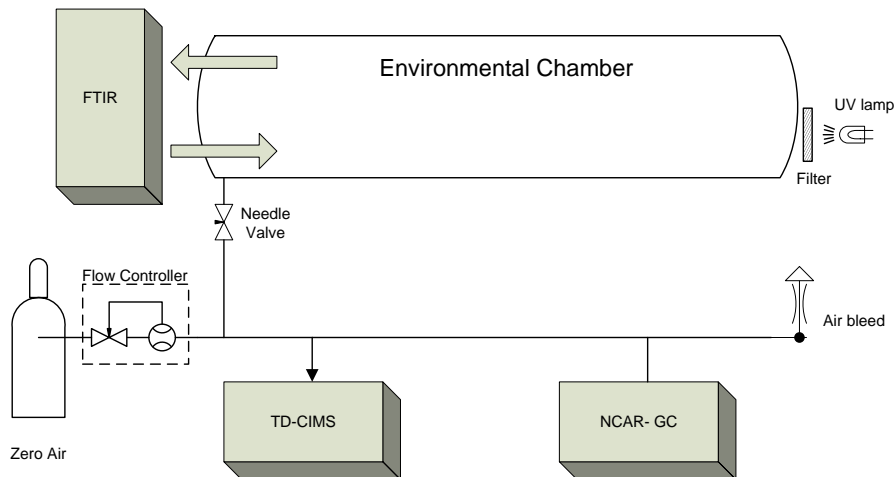 FTIR
Environmental Chamber
UV lamp
Filter
Needle
Valve
Flow Controller
Air bleed
TD-CIMS
NCAR- GC
Zero Air